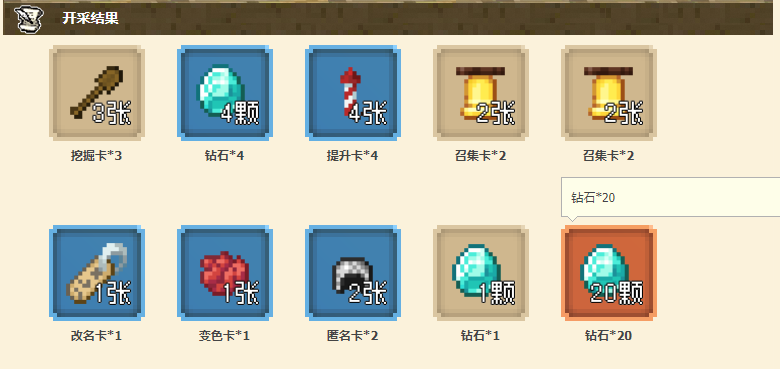 开采结果
3张
4颗
4张
2张
2张
挖掘卡*3
钻石*4
提升卡*4
召集卡*2
召集卡*2
钻石*20
1张
1张
2张
1颗
20颗
改名卡*1
变色卡*1
匿名卡*2
钻石*1
钻石*20